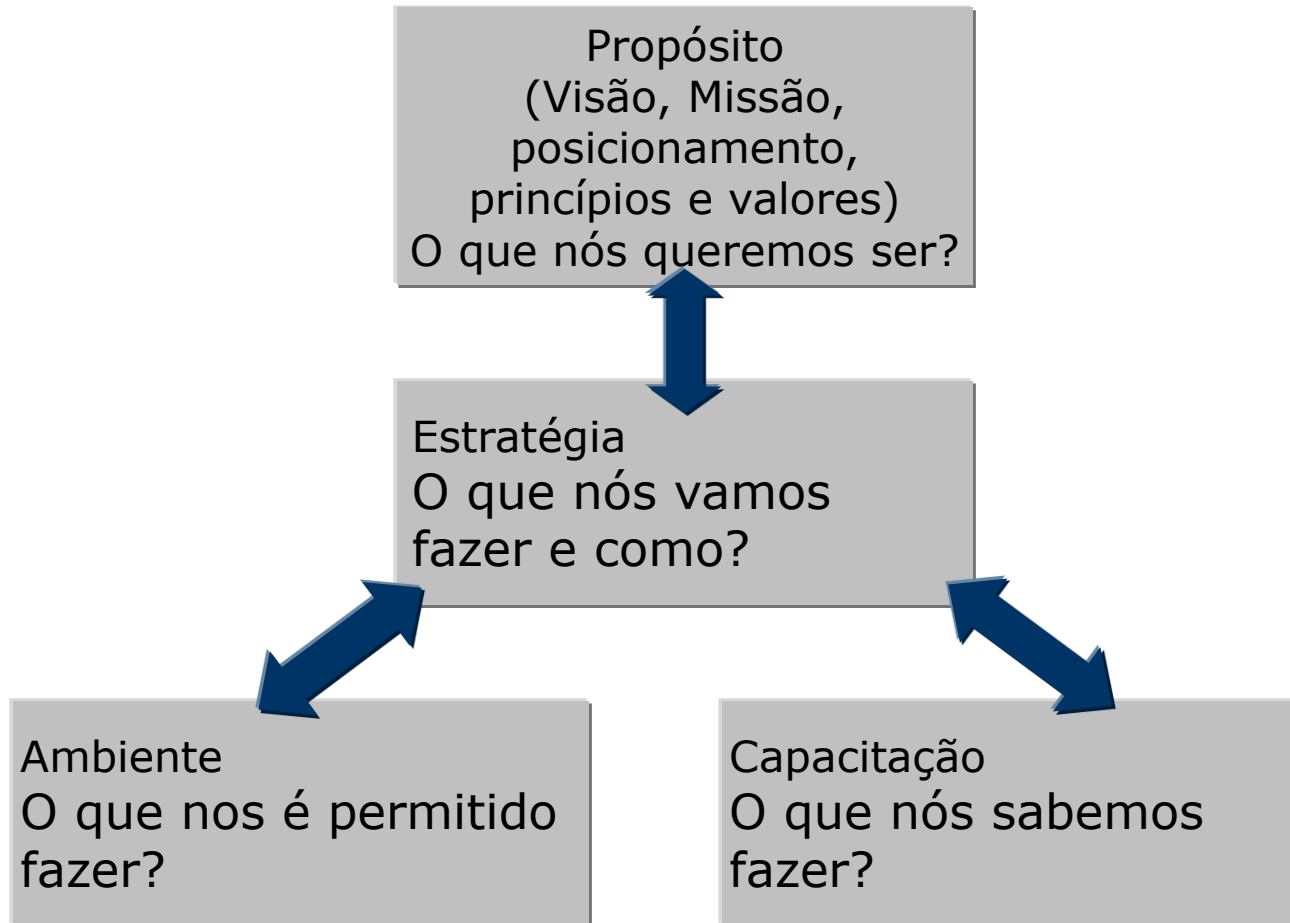 Propósito
(Visão, Missão,
posicionamento,
princípios e valores)
O que nós queremos ser?
Estratégia
O que nós vamos
fazer e como?
Ambiente
O que nos é permitido
fazer?
Capacitação
O que nós sabemos
fazer?